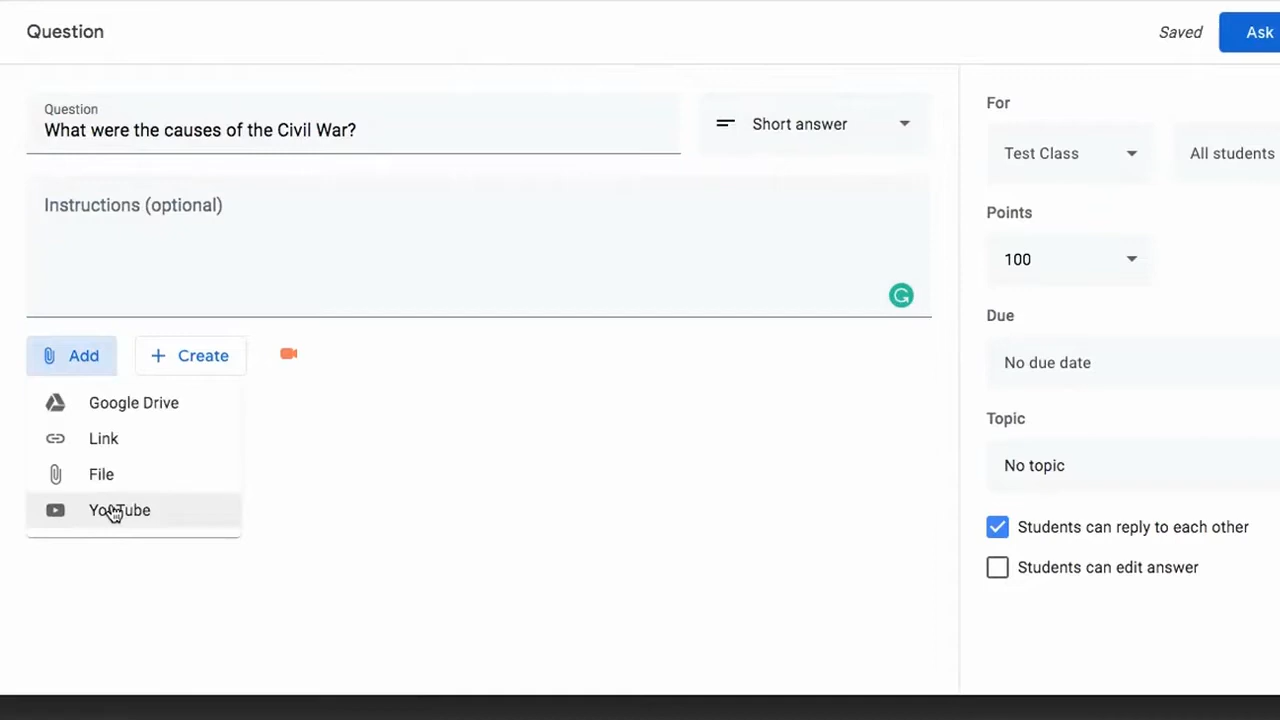 Question
Saved
Ask
Question
What were the causes of the Civil War?
Short answer
Instructions (optional)
Add
Create
Google Drive
Link
File
YouTube
For
Test Class
All students
Points
100
Due
No due date
Topic
No topic
Students can reply to each other
Students can edit answer